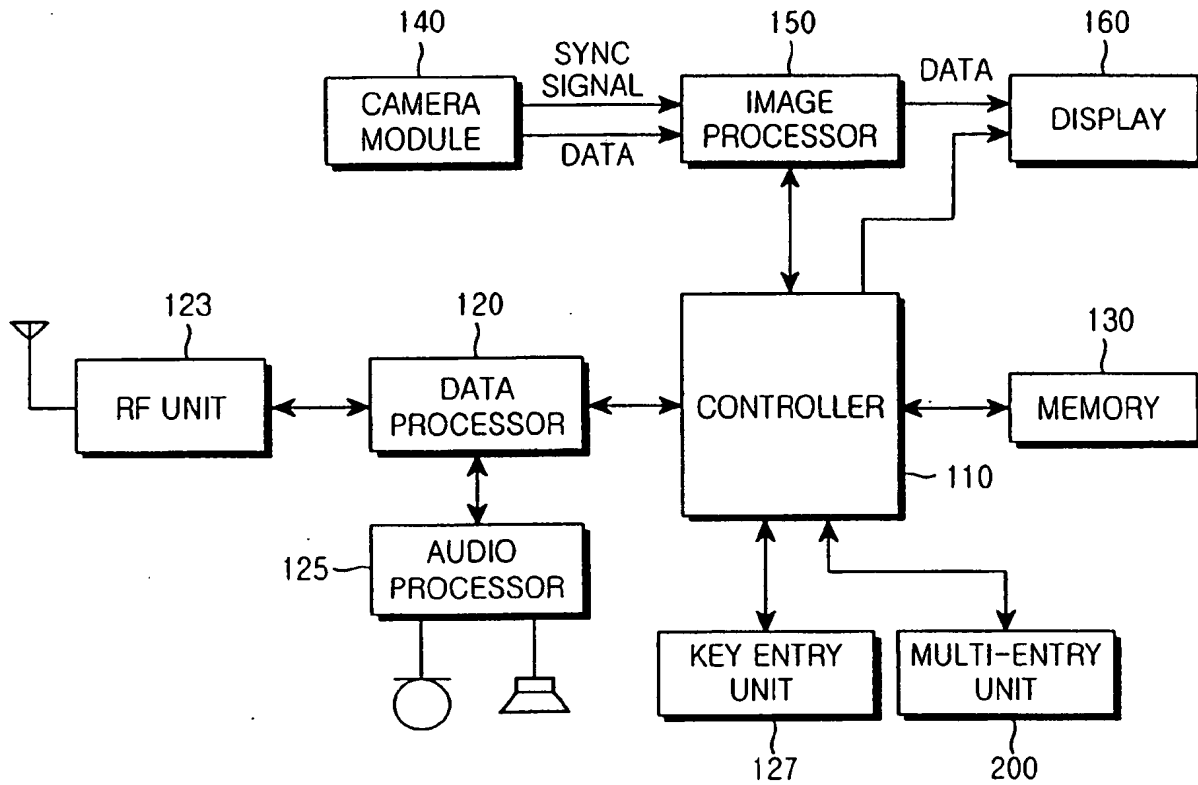 140
150
160
SYNC
SIGNAL
DATA
CAMERA
MODULE
IMAGE
PROCESSOR
DISPLAY
DATA
123
120
130
RF UNIT
DATA
PROCESSOR
CONTROLLER
MEMORY
110
125
AUDIO
PROCESSOR
KEY ENTRY
UNIT
MULTI-ENTRY
UNIT
127
200